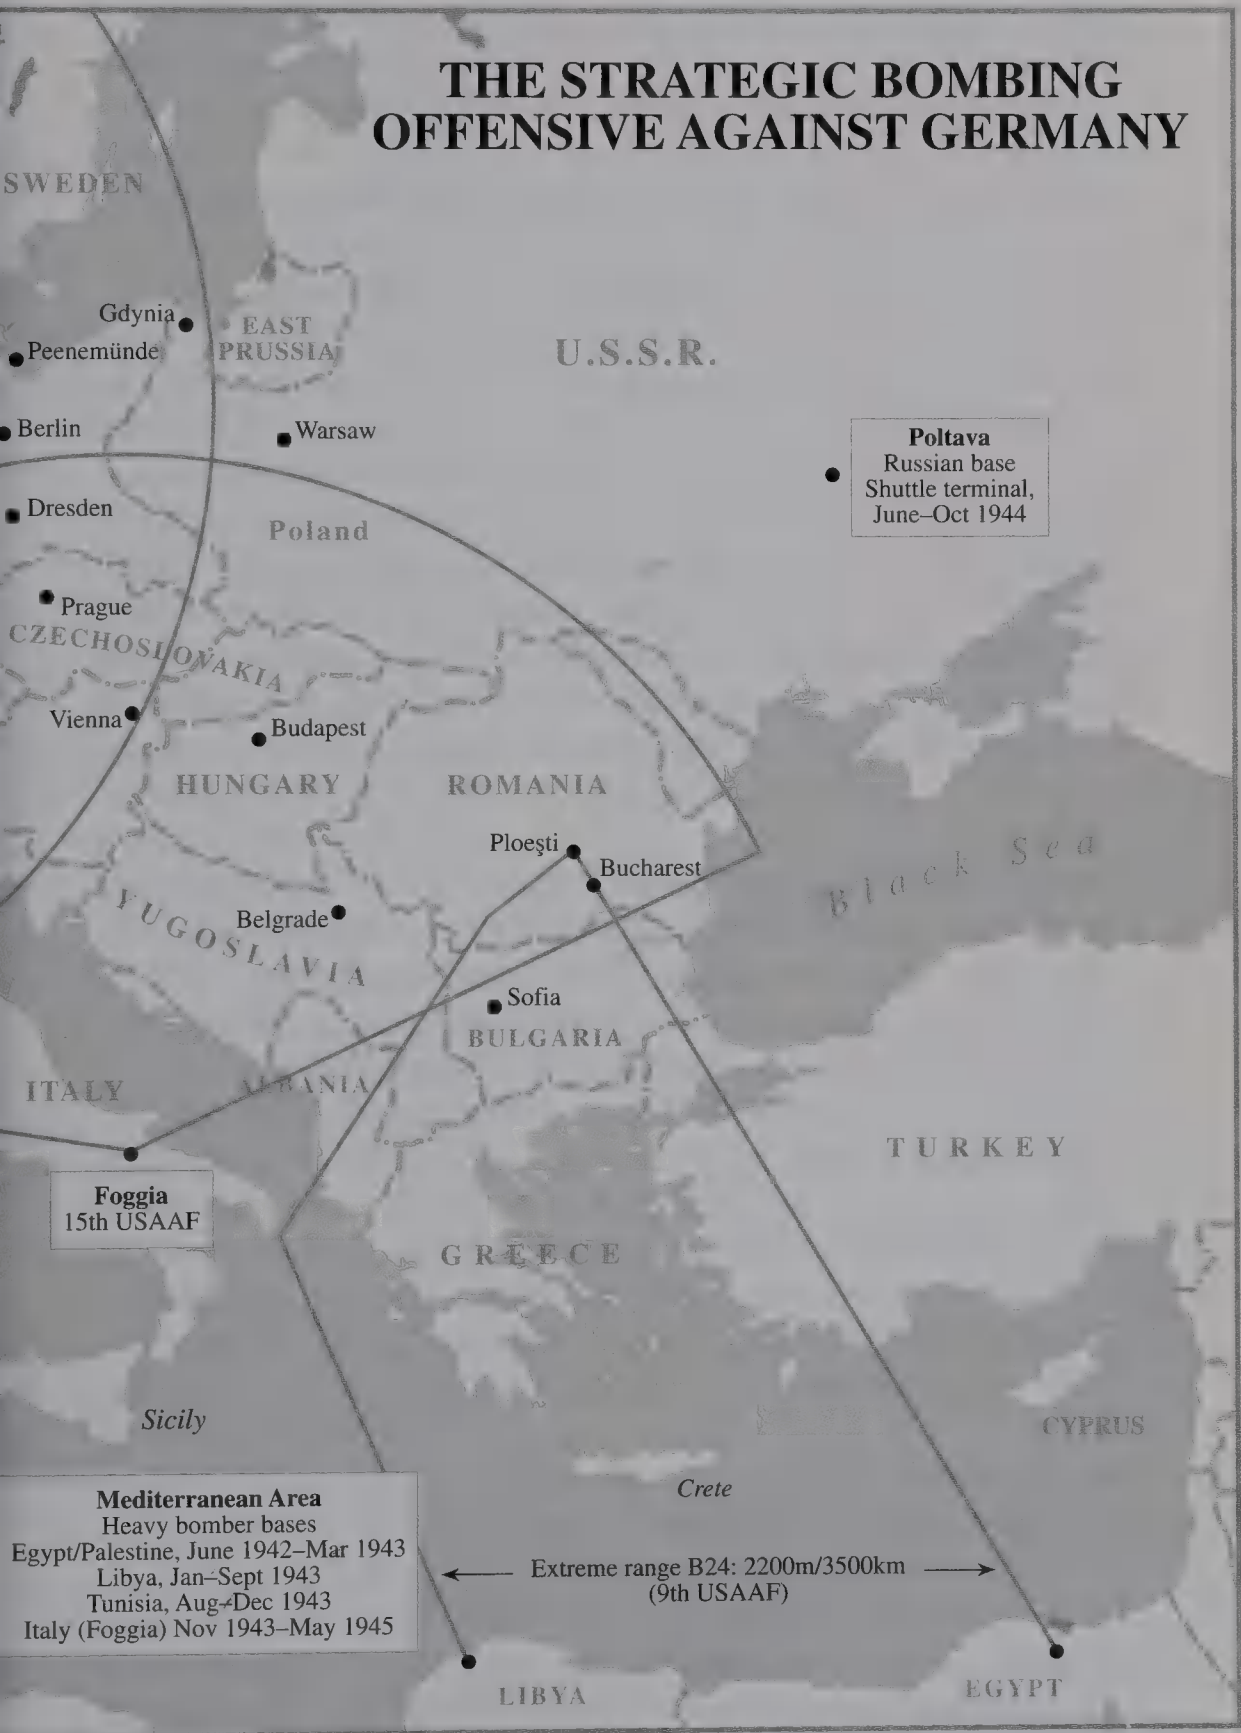 THE STRATEGIC BOMBING
OFFENSIVE AGAINST GERMANY
SWEDEN
Gdynia
EAST
PRUSSIA
Peenemünde
U.S.S.R.
Berlin
Warsaw
Poltava
Russian base
Shuttle terminal,
June–Oct 1944
Dresden
Poland
Prague
CZECHOSLOVAKIA
Vienna
Budapest
HUNGARY
ROMANIA
Ploeşti
Bucharest
Black Sea
YUGOSLAVIA
Belgrade
Sofia
BULGARIA
ITALY
ALBANIA
TURKEY
Foggia
15th USAAF
GREECE
Sicily
CYPRUS
Crete
Mediterranean Area
Heavy bomber bases
Egypt/Palestine, June 1942–Mar 1943
Libya, Jan–Sept 1943
Tunisia, Aug–Dec 1943
Italy (Foggia) Nov 1943–May 1945
Extreme range B24: 2200m/3500km
(9th USAAF)
LIBYA
EGYPT